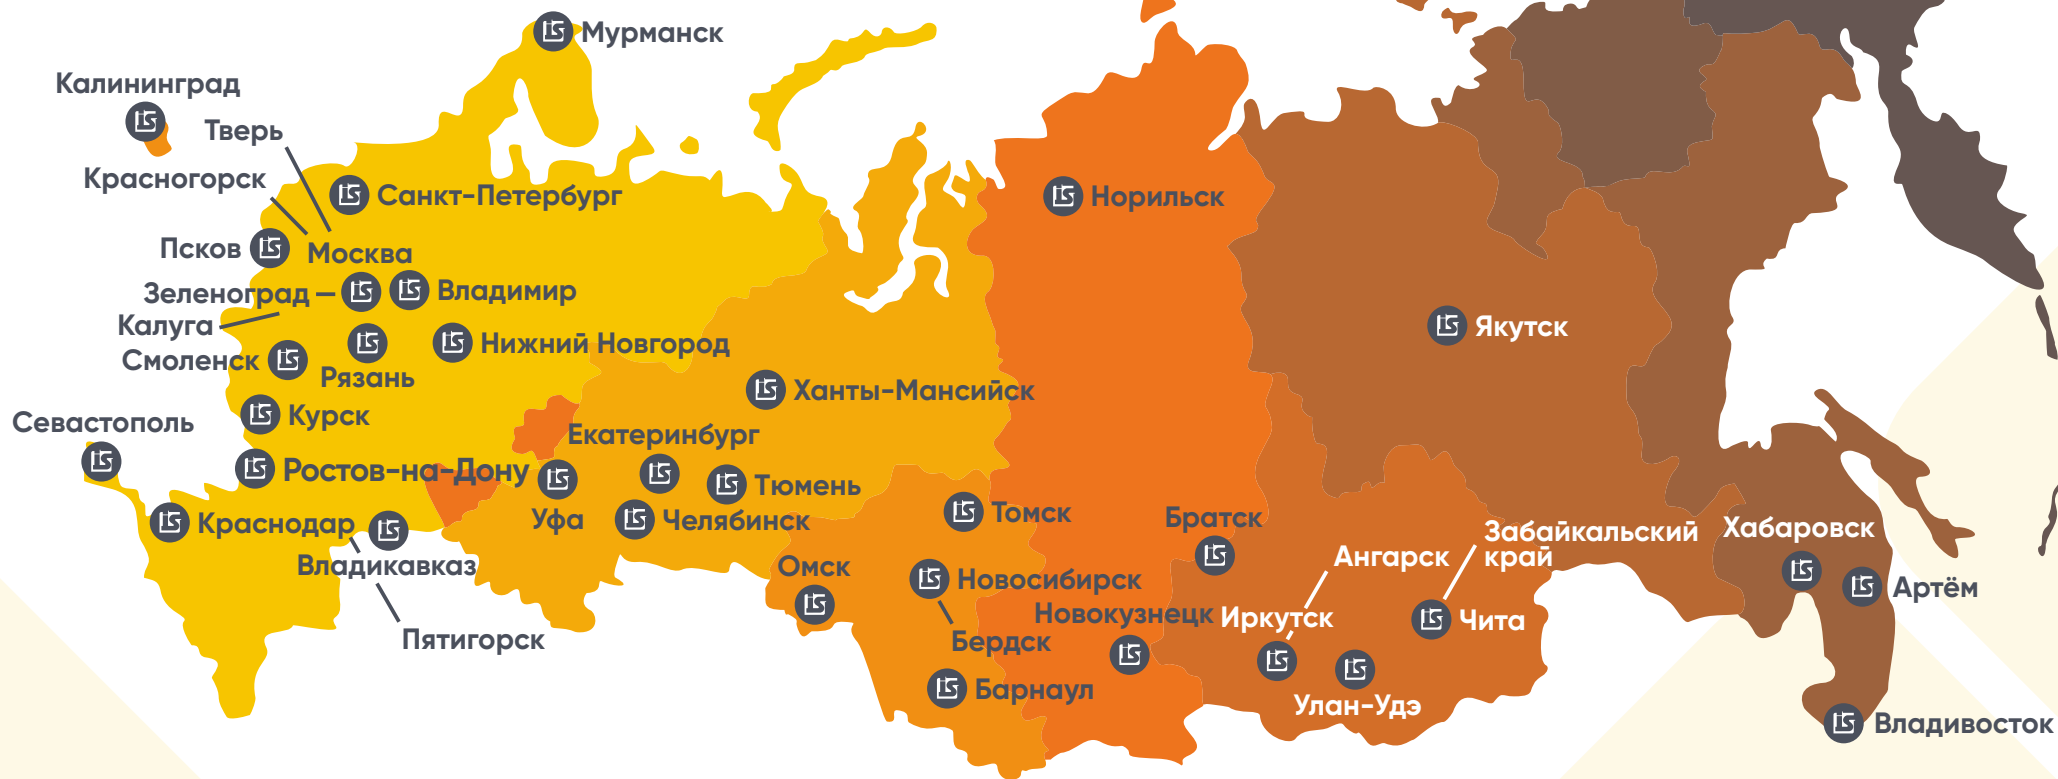 Мурманск
Калининград
Тверь
Красногорск
Санкт-Петербург
Норильск
Псков
Москва
Зеленоград
Владимир
Калуга
Якутск
Смоленск
Рязань
Нижний Новгород
Ханты-Мансийск
Севастополь
Курск
Екатеринбург
Ростов-на-Дону
Тюмень
Уфа
Челябинск
Томск
Братск
Краснодар
Владикавказ
Забайкальский
край
Хабаровск
Ангарск
Омск
Новосибирск
Артём
Новокузнецк
Иркутск
Чита
Пятигорск
Бердск
Барнаул
Улан-Удэ
Владивосток